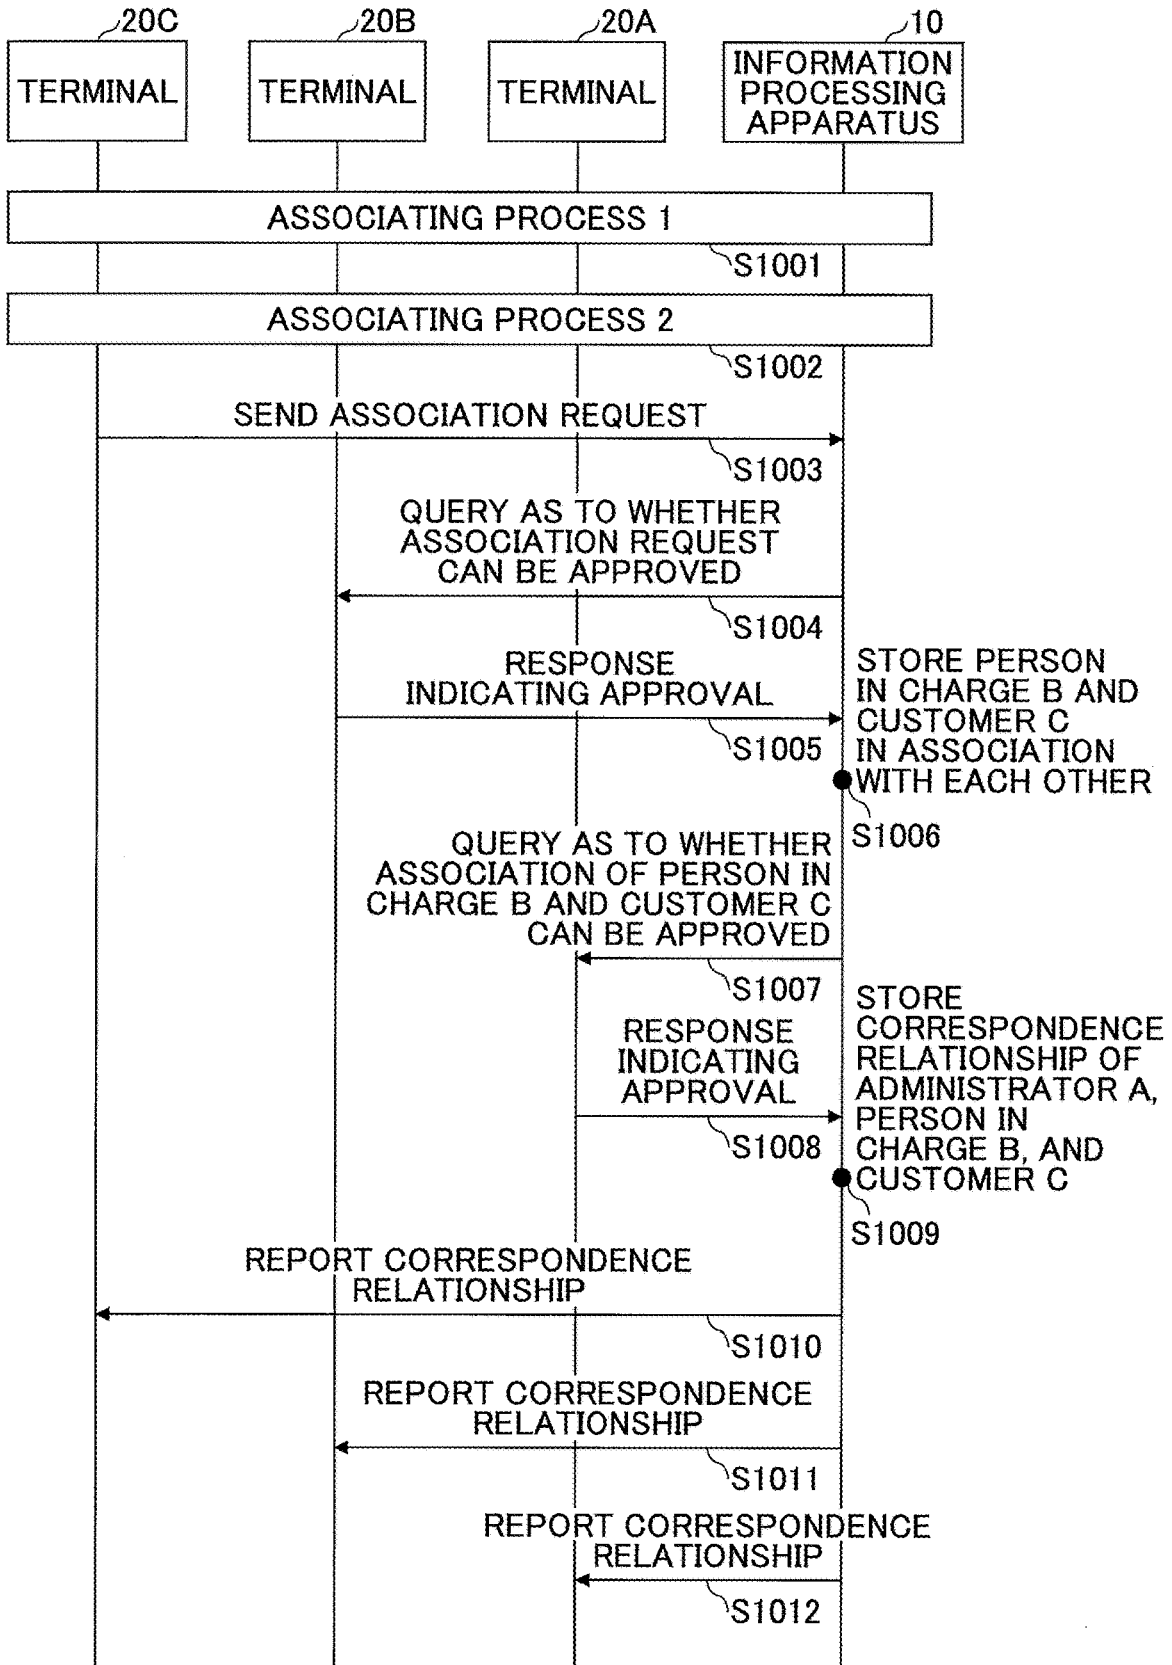 20C
20B
20A
10
TERMINAL
TERMINAL
TERMINAL
INFORMATION
PROCESSING
APPARATUS
ASSOCIATING PROCESS 1
S1001
ASSOCIATING PROCESS 2
S1002
SEND ASSOCIATION REQUEST
S1003
QUERY AS TO WHETHER
ASSOCIATION REQUEST
CAN BE APPROVED
S1004
RESPONSE
INDICATING APPROVAL
S1005
STORE PERSON
IN CHARGE B AND
CUSTOMER C
IN ASSOCIATION
WITH EACH OTHER
S1006
QUERY AS TO WHETHER
ASSOCIATION OF PERSON IN
CHARGE B AND CUSTOMER C
CAN BE APPROVED
S1007
RESPONSE
INDICATING
APPROVAL
S1008
STORE
CORRESPONDENCE
RELATIONSHIP OF
ADMINISTRATOR A,
PERSON IN
CHARGE B, AND
CUSTOMER C
S1009
REPORT CORRESPONDENCE
RELATIONSHIP
S1010
REPORT CORRESPONDENCE
RELATIONSHIP
S1011
REPORT CORRESPONDENCE
RELATIONSHIP
S1012